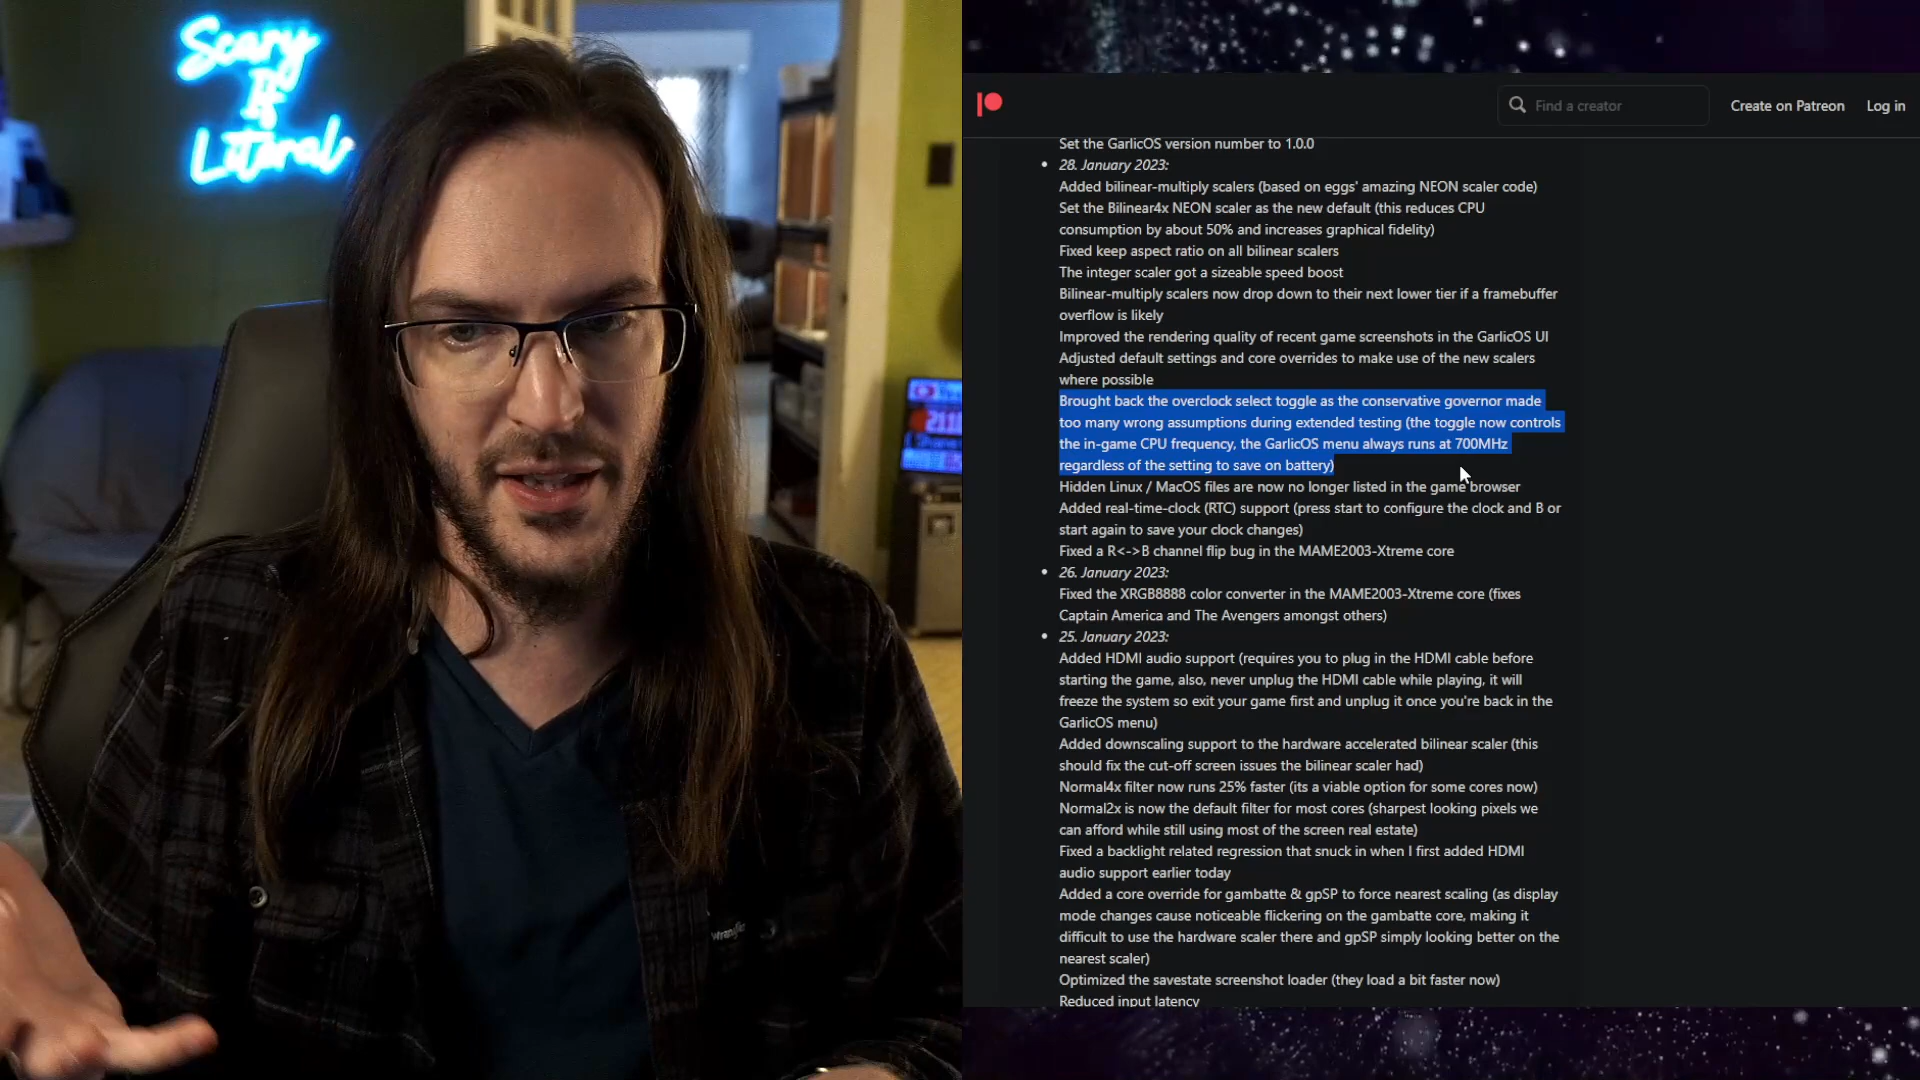 Scary
If
Literal
Wrangler
Find a creator
Create on Patreon
Log in
Set the GarlicOS version number to 1.0.0
• 28. January 2023:
Added bilinear-multiply scalers (based on eggs' amazing NEON scaler code)
Set the Bilinear4x NEON scaler as the new default (this reduces CPU
consumption by about 50% and increases graphical fidelity)
Fixed keep aspect ratio on all bilinear scalers
The integer scaler got a sizeable speed boost
Bilinear-multiply scalers now drop down to their next lower tier if a framebuffer
overflow is likely
Improved the rendering quality of recent game screenshots in the GarlicOS UI
Adjusted default settings and core overrides to make use of the new scalers
where possible
Brought back the overclock select toggle as the conservative governor made
too many wrong assumptions during extended testing (the toggle now controls
the in-game CPU frequency, the GarlicOS menu always runs at 700MHz
regardless of the setting to save on battery)
Hidden Linux / MacOS files are now no longer listed in the game browser
Added real-time-clock (RTC) support (press start to configure the clock and B or
start again to save your clock changes)
Fixed a R<->B channel flip bug in the MAME2003-Xtreme core
• 26. January 2023:
Fixed the XRGB8888 color converter in the MAME2003-Xtreme core (fixes
Captain America and The Avengers amongst others)
• 25. January 2023:
Added HDMI audio support (requires you to plug in the HDMI cable before
starting the game, also, never unplug the HDMI cable while playing, it will
freeze the system so exit your game first and unplug it once you're back in the
GarlicOS menu)
Added downscaling support to the hardware accelerated bilinear scaler (this
should fix the cut-off screen issues the bilinear scaler had)
Normal4x filter now runs 25% faster (its a viable option for some cores now)
Normal2x is now the default filter for most cores (sharpest looking pixels we
can afford while still using most of the screen real estate)
Fixed a backlight related regression that snuck in when I first added HDMI
audio support earlier today
Added a core override for gambatte & gpSP to force nearest scaling (as display
mode changes cause noticeable flickering on the gambatte core, making it
difficult to use the hardware scaler there and gpSP simply looking better on the
nearest scaler)
Optimized the savestate screenshot loader (they load a bit faster now)
Reduced input latency